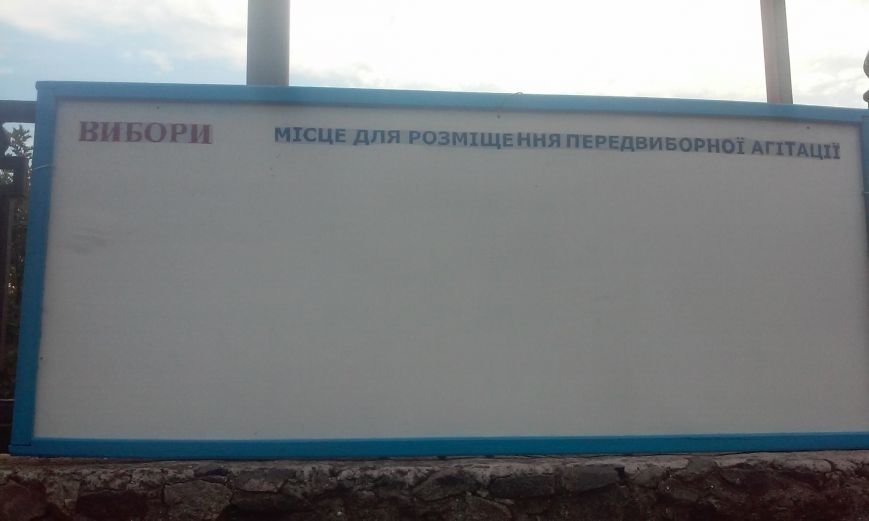 ВИБОРИ
МІСЦЕ ДЛЯ РОЗМІЩЕННЯ ПЕРЕДВИБОРНОЇ АГІТАЦІЇ